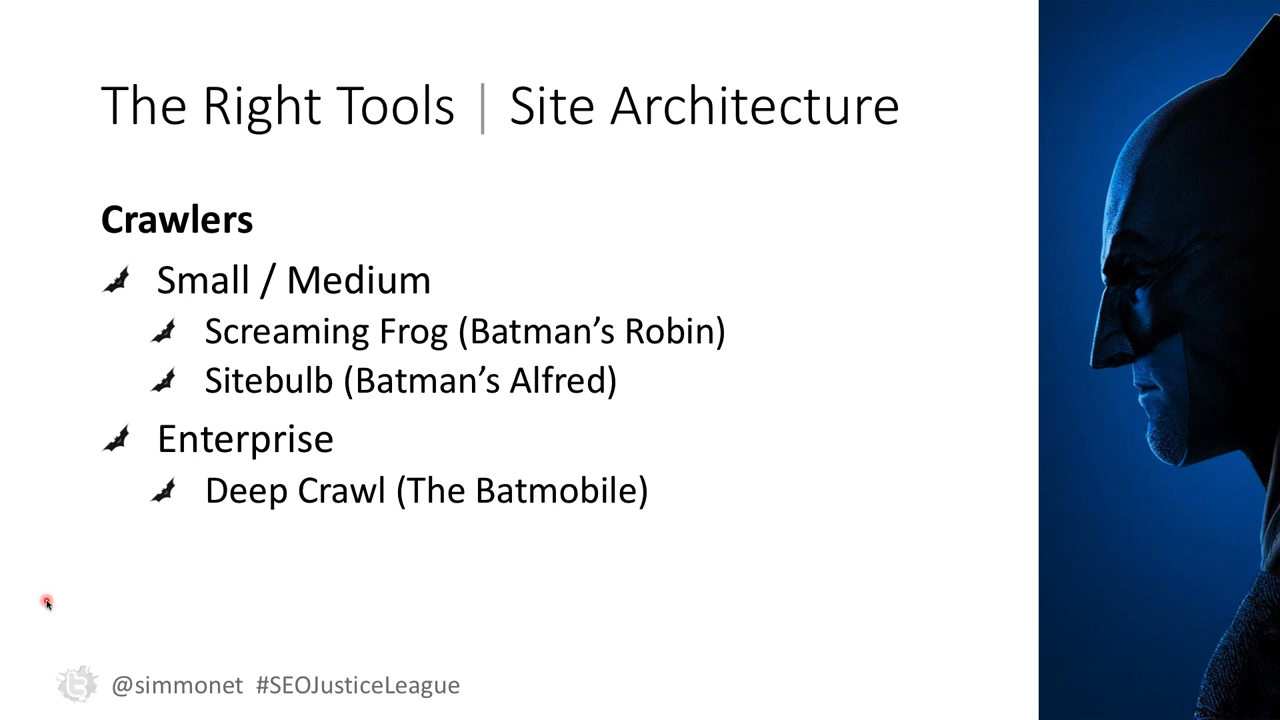 The Right Tools | Site Architecture
Crawlers
Small / Medium
Screaming Frog (Batman’s Robin)
Sitebulb (Batman’s Alfred)
Enterprise
Deep Crawl (The Batmobile)
@simmonet #SEOJusticeLeague